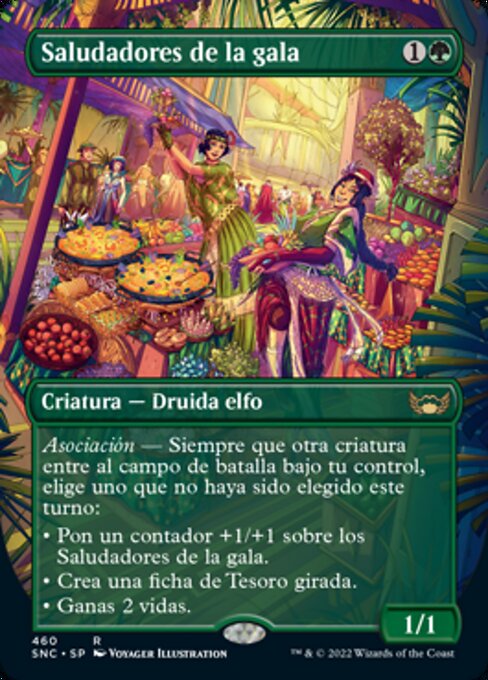 Saludadores de la gala 1
Criatura — Druida elfo
Asociación — Siempre que otra criatura
entre al campo de batalla bajo tu control,
elige uno que no haya sido elegido este
turno:
• Pon un contador +1/+1 sobre los
Saludadores de la gala.
• Crea una ficha de Tesoro girada.
• Ganas 2 vidas.
1/1
460 R
SNC • SP VOYAGER ILLUSTRATION
™ & © 2022 Wizards of the Coast